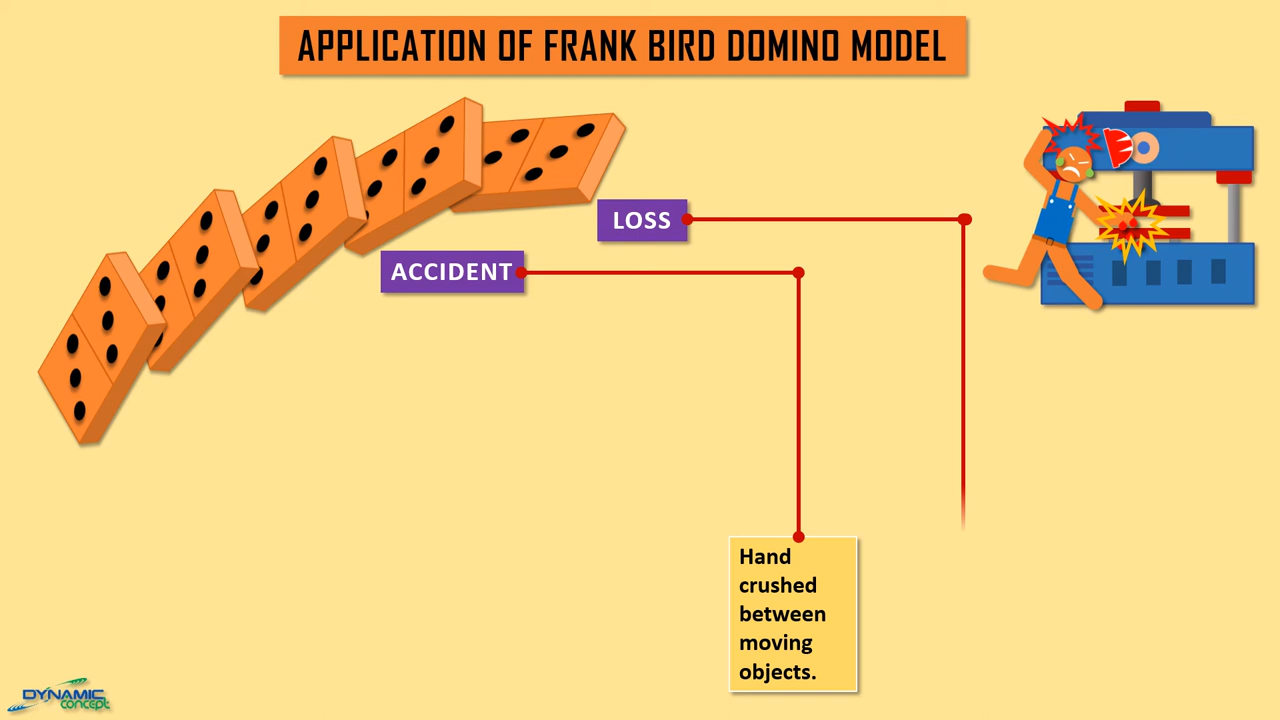 APPLICATION OF FRANK BIRD DOMINO MODEL
LOSS
ACCIDENT
Hand
crushed
between
moving
objects.
DYNAMIC
concept